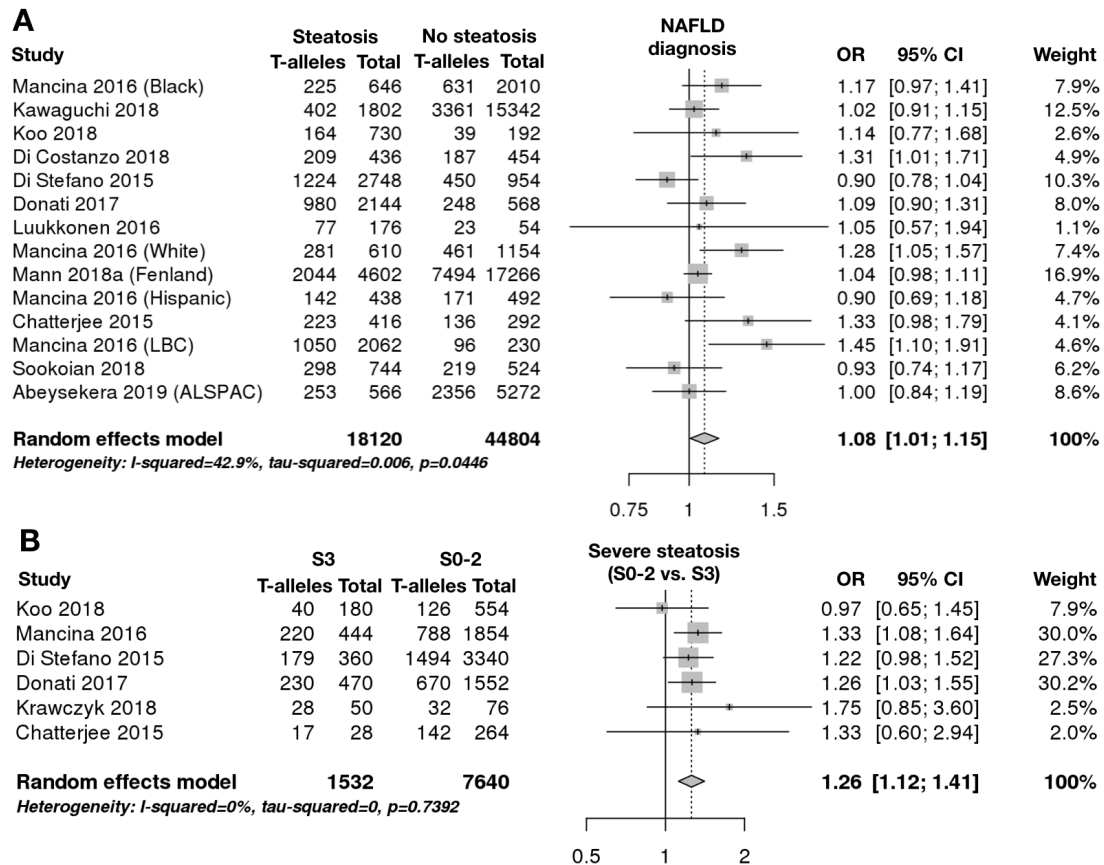 A
Steatosis No steatosis NAFLD diagnosis
Study T-alleles Total T-alleles Total OR 95% CI Weight
Mancina 2016 (Black) 225 646 631 2010 1.17 [0.97; 1.41] 7.9%
Kawaguchi 2018 402 1802 3361 15342 1.02 [0.91; 1.15] 12.5%
Koo 2018 164 730 39 192 1.14 [0.77; 1.68] 2.6%
Di Costanzo 2018 209 436 187 454 1.31 [1.01; 1.71] 4.9%
Di Stefano 2015 1224 2748 450 954 0.90 [0.78; 1.04] 10.3%
Donati 2017 980 2144 248 568 1.09 [0.90; 1.31] 8.0%
Luukkonen 2016 77 176 23 54 1.05 [0.57; 1.94] 1.1%
Mancina 2016 (White) 281 610 461 1154 1.28 [1.05; 1.57] 7.4%
Mann 2018a (Fenland) 2044 4602 7494 17266 1.04 [0.98; 1.11] 16.9%
Mancina 2016 (Hispanic) 142 438 171 492 0.90 [0.69; 1.18] 4.7%
Chatterjee 2015 223 416 136 292 1.33 [0.98; 1.79] 4.1%
Mancina 2016 (LBC) 1050 2062 96 230 1.45 [1.10; 1.91] 4.6%
Sookoian 2018 298 744 219 524 0.93 [0.74; 1.17] 6.2%
Abeysekera 2019 (ALSPAC) 253 566 2356 5272 1.00 [0.84; 1.19] 8.6%
Random effects model 18120 44804 1.08 [1.01; 1.15] 100%
Heterogeneity: I-squared=42.9%, tau-squared=0.006, p=0.0446
0.75 1 1.5
B
S3 S0-2 Severe steatosis (S0-2 vs. S3)
Study T-alleles Total T-alleles Total OR 95% CI Weight
Koo 2018 40 180 126 554 0.97 [0.65; 1.45] 7.9%
Mancina 2016 220 444 788 1854 1.33 [1.08; 1.64] 30.0%
Di Stefano 2015 179 360 1494 3340 1.22 [0.98; 1.52] 27.3%
Donati 2017 230 470 670 1552 1.26 [1.03; 1.55] 30.2%
Krawczyk 2018 28 50 32 76 1.75 [0.85; 3.60] 2.5%
Chatterjee 2015 17 28 142 264 1.33 [0.60; 2.94] 2.0%
Random effects model 1532 7640 1.26 [1.12; 1.41] 100%
Heterogeneity: I-squared=0%, tau-squared=0, p=0.7392
0.5 1 2